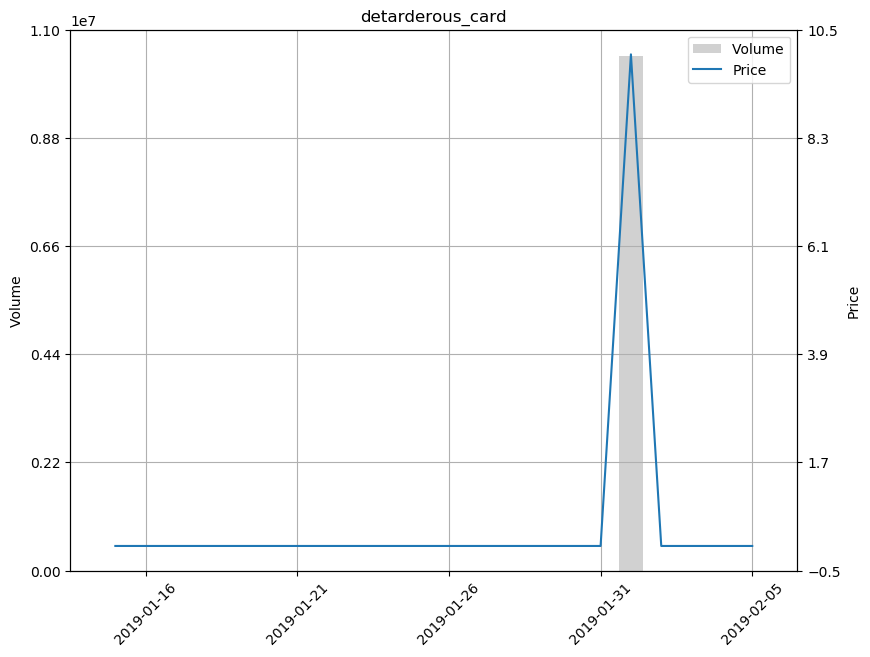 detarderous_card
1e7
1.10
0.88
0.66
0.44
0.22
0.00
Volume
10.5
8.3
6.1
3.9
1.7
−0.5
Price
Volume
Price
2019-01-16
2019-01-21
2019-01-26
2019-01-31
2019-02-05